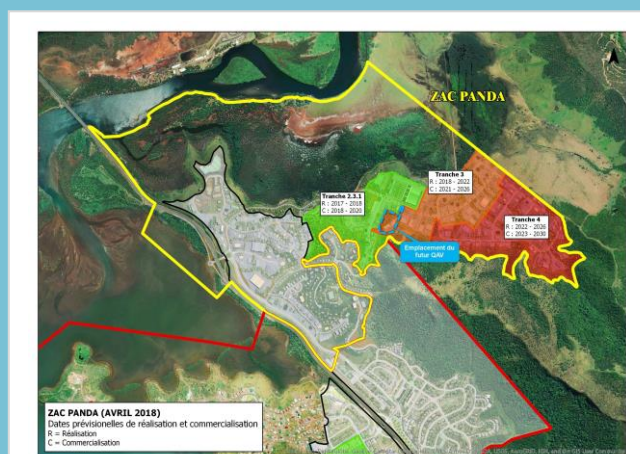 ZAC PANDA
Tranche 3
R : 2018 - 2022
C : 2021 - 2026
Tranche 2.3.1
R : 2017 - 2018
C : 2018 - 2020
Tranche 4
R : 2022 - 2026
C : 2023 - 2030
Emplacement du
futur GAV
ZAC PANDA (AVRIL 2018)
Dates prévisionelles de réalisation et commercialisation
R = Réalisation
C = Commercialisation